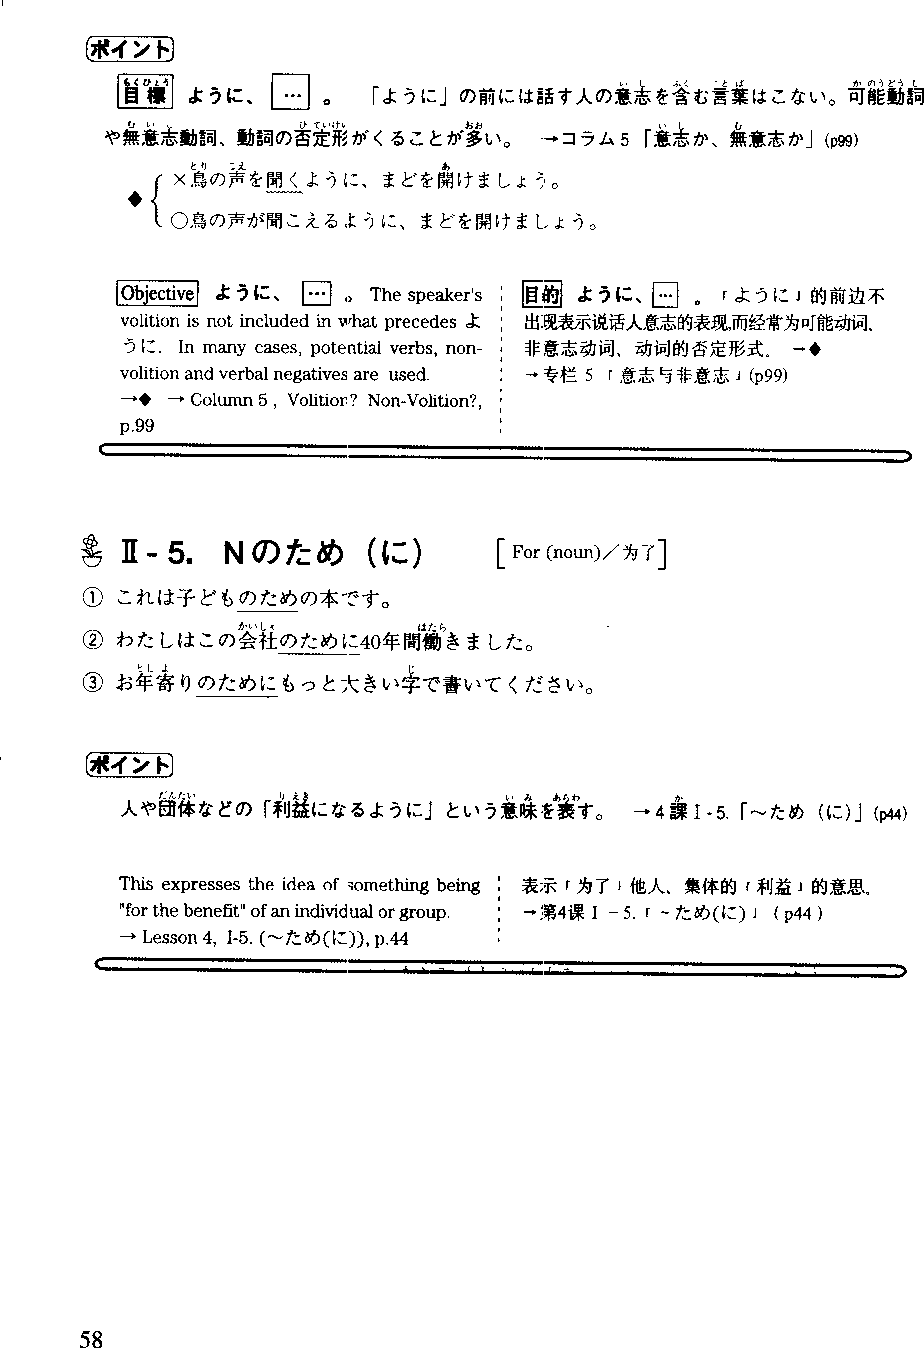 ポイント
目標 ように、 … 。 「ように」の前には話す人の意志を含む言葉はこない。可能動詞
や無意志動詞、動詞の否定形がくることが多い。 →コラム5「意志か、無意志か」(p99)
◆ ×鳥の声を聞くように、まどを開けましょう。
○鳥の声が聞こえるように、まどを開けましょう。
Objective ように、 … 。 The speaker's
volition is not included in what precedes よ
うに. In many cases, potential verbs, non-
volition and verbal negatives are used.
→◆ →Column 5, Volition? Non-Volition?,
p.99
目的 ように、 … 。「ように」的前边不
出现表示说话人意志的表现,而经常为可能动词、
非意志动词、动词的否定形式。 →◆
→专栏 5 「意志与非意志」(p99)
Ⅱ-5. Nのため(に) [For (noun)/为了]
① これは子どものための本です。
② わたしはこの会社のために40年間働きました。
③ お年寄りのためにもっと大きい字で書いてください。
ポイント
人や団体などの「利益になるように」という意味を表す。 →4課Ⅰ-5.「~ため(に)」(p44)
This expresses the idea of something being
"for the benefit" of an individual or group.
→ Lesson 4, I-5. (~ため(に)), p.44
表示「为了」他人、集体的「利益」的意思。
→第4课Ⅰ-5.「~ため(に)」(p44)
58